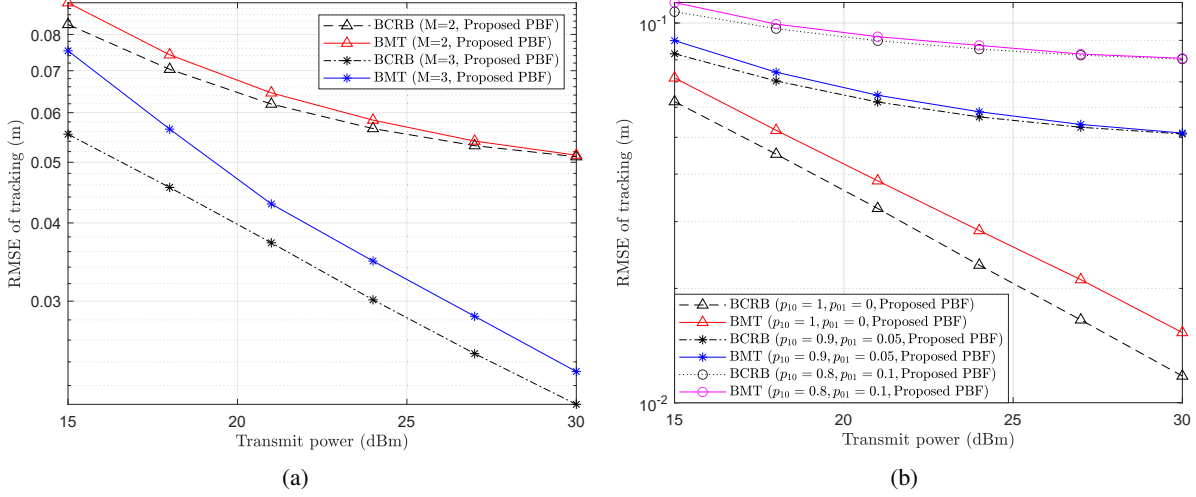 RMSE of tracking (m)
0.08
0.07
0.06
0.05
0.04
0.03
BCRB (M=2, Proposed PBF)
BMT (M=2, Proposed PBF)
BCRB (M=3, Proposed PBF)
BMT (M=3, Proposed PBF)
15
20
25
30
Transmit power (dBm)
(a)
RMSE of tracking (m)
10⁻¹
10⁻²
BCRB (p₁₀ = 1, p₀₁ = 0, Proposed PBF)
BMT (p₁₀ = 1, p₀₁ = 0, Proposed PBF)
BCRB (p₁₀ = 0.9, p₀₁ = 0.05, Proposed PBF)
BMT (p₁₀ = 0.9, p₀₁ = 0.05, Proposed PBF)
BCRB (p₁₀ = 0.8, p₀₁ = 0.1, Proposed PBF)
BMT (p₁₀ = 0.8, p₀₁ = 0.1, Proposed PBF)
15
20
25
30
Transmit power (dBm)
(b)